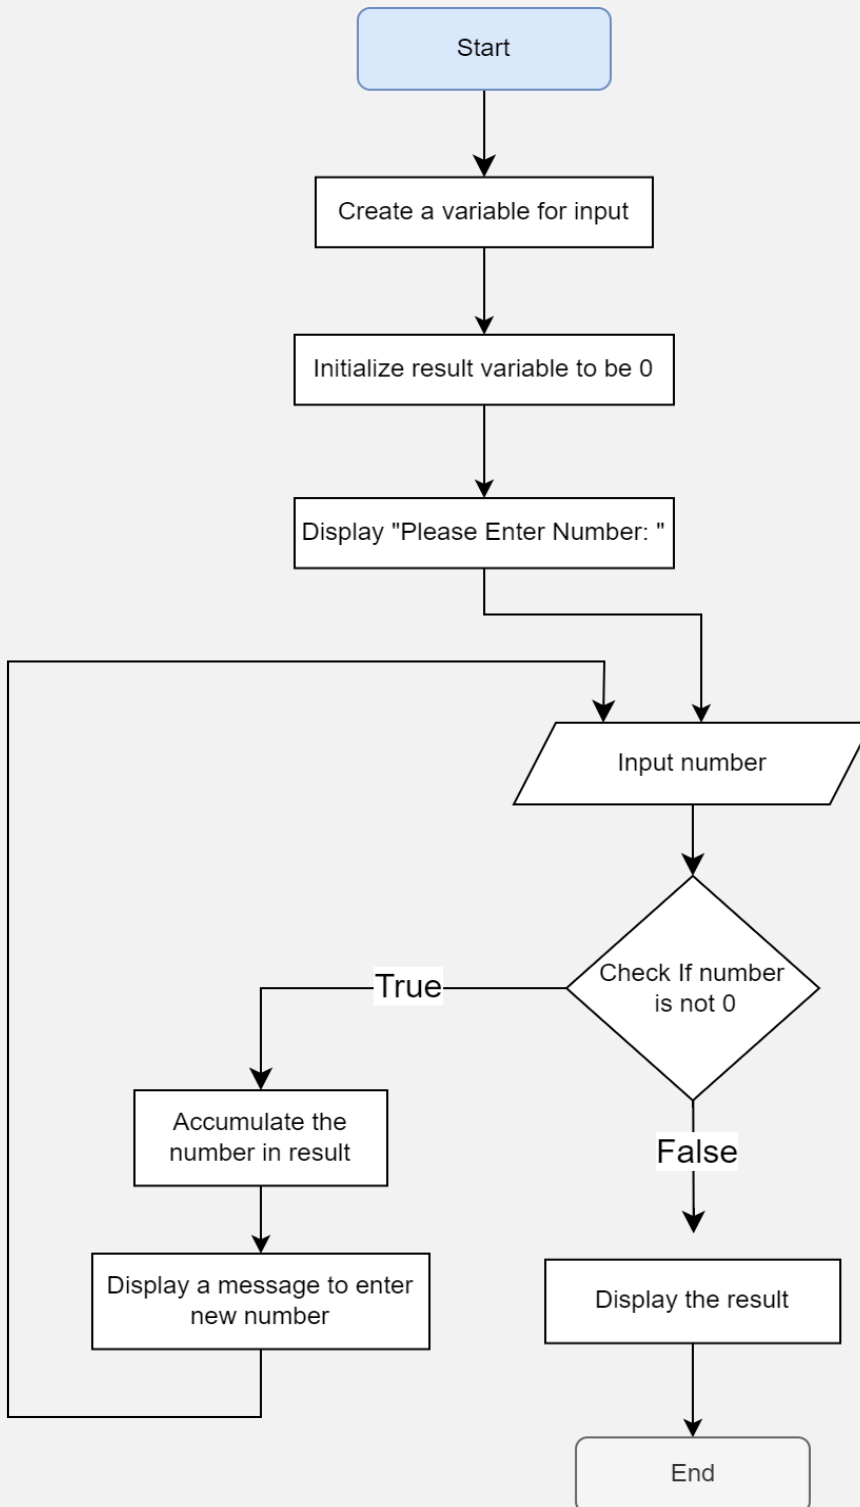 Start
Create a variable for input
Initialize result variable to be 0
Display "Please Enter Number: "
Input number
Check If number
is not 0
True
Accumulate the
number in result
False
Display a message to enter
new number
Display the result
End